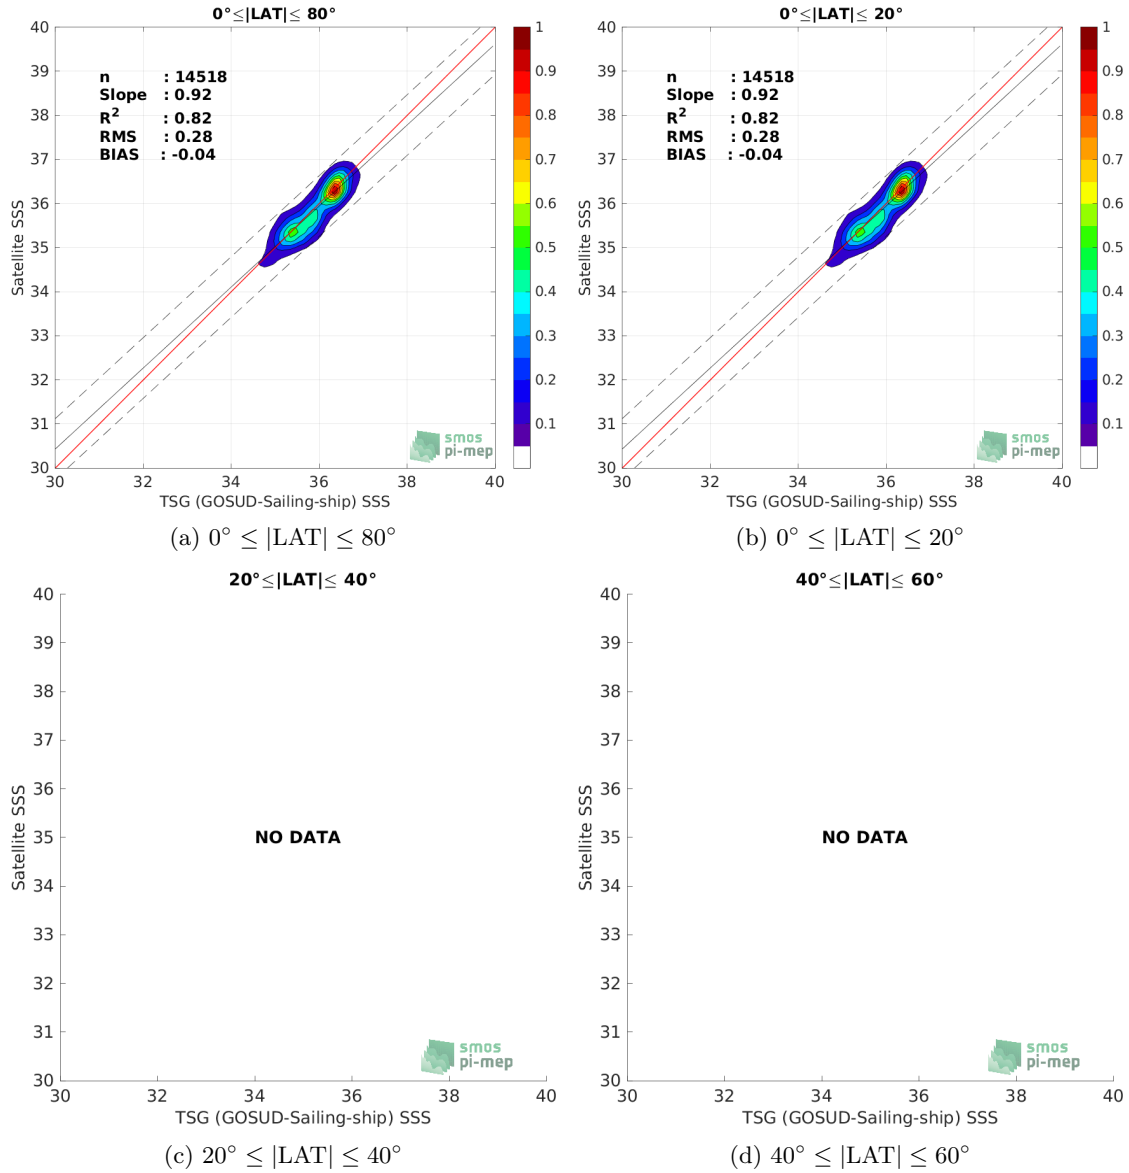 0°≤|LAT|≤ 80°
40
39
38
37
36
35
34
33
32
31
30
Satellite SSS
n : 14518
Slope : 0.92
R² : 0.82
RMS : 0.28
BIAS : -0.04
smos
pi-mep
30 32 34 36 38 40
TSG (GOSUD-Sailing-ship) SSS
1
0.9
0.8
0.7
0.6
0.5
0.4
0.3
0.2
0.1
(a) 0° ≤ |LAT| ≤ 80°
0°≤|LAT|≤ 20°
40
39
38
37
36
35
34
33
32
31
30
Satellite SSS
n : 14518
Slope : 0.92
R² : 0.82
RMS : 0.28
BIAS : -0.04
smos
pi-mep
30 32 34 36 38 40
TSG (GOSUD-Sailing-ship) SSS
1
0.9
0.8
0.7
0.6
0.5
0.4
0.3
0.2
0.1
(b) 0° ≤ |LAT| ≤ 20°
20°≤|LAT|≤ 40°
40
39
38
37
36
35
34
33
32
31
30
Satellite SSS
NO DATA
smos
pi-mep
30 32 34 36 38 40
TSG (GOSUD-Sailing-ship) SSS
(c) 20° ≤ |LAT| ≤ 40°
40°≤|LAT|≤ 60°
40
39
38
37
36
35
34
33
32
31
30
Satellite SSS
NO DATA
smos
pi-mep
30 32 34 36 38 40
TSG (GOSUD-Sailing-ship) SSS
(d) 40° ≤ |LAT| ≤ 60°